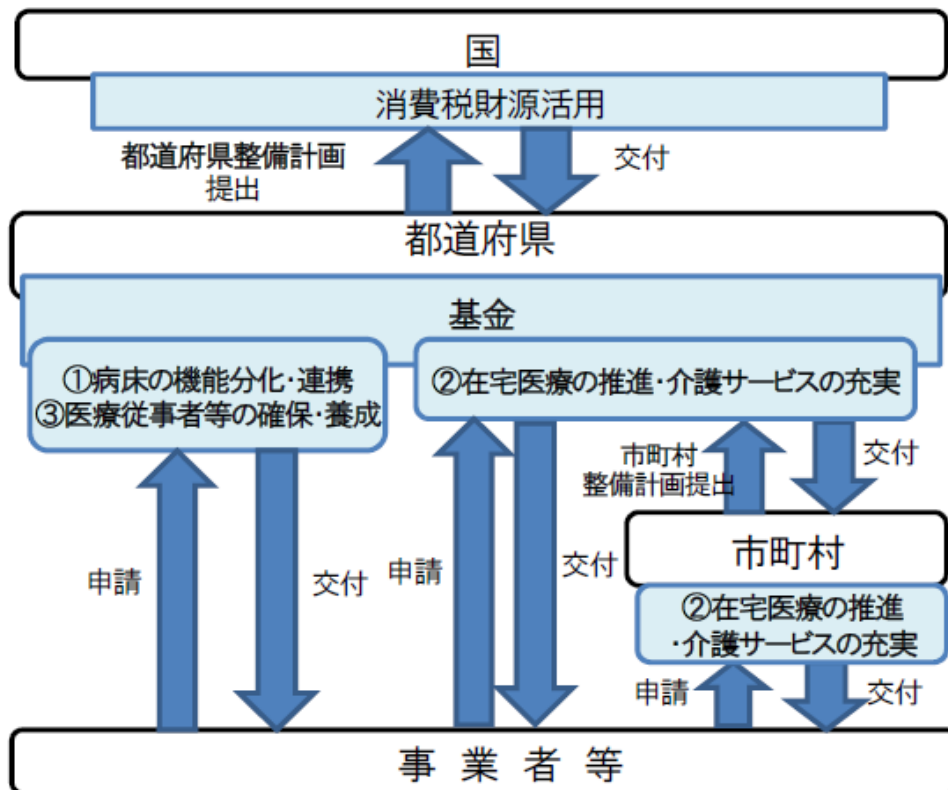 国
消費税財源活用
都道府県整備計画
提出
交付
都道府県
基金
①病床の機能分化・連携
③医療従事者等の確保・養成
②在宅医療の推進・介護サービスの充実
市町村
整備計画提出
交付
市町村
②在宅医療の推進
・介護サービスの充実
申請
交付
申請
交付
申請
交付
事業者等